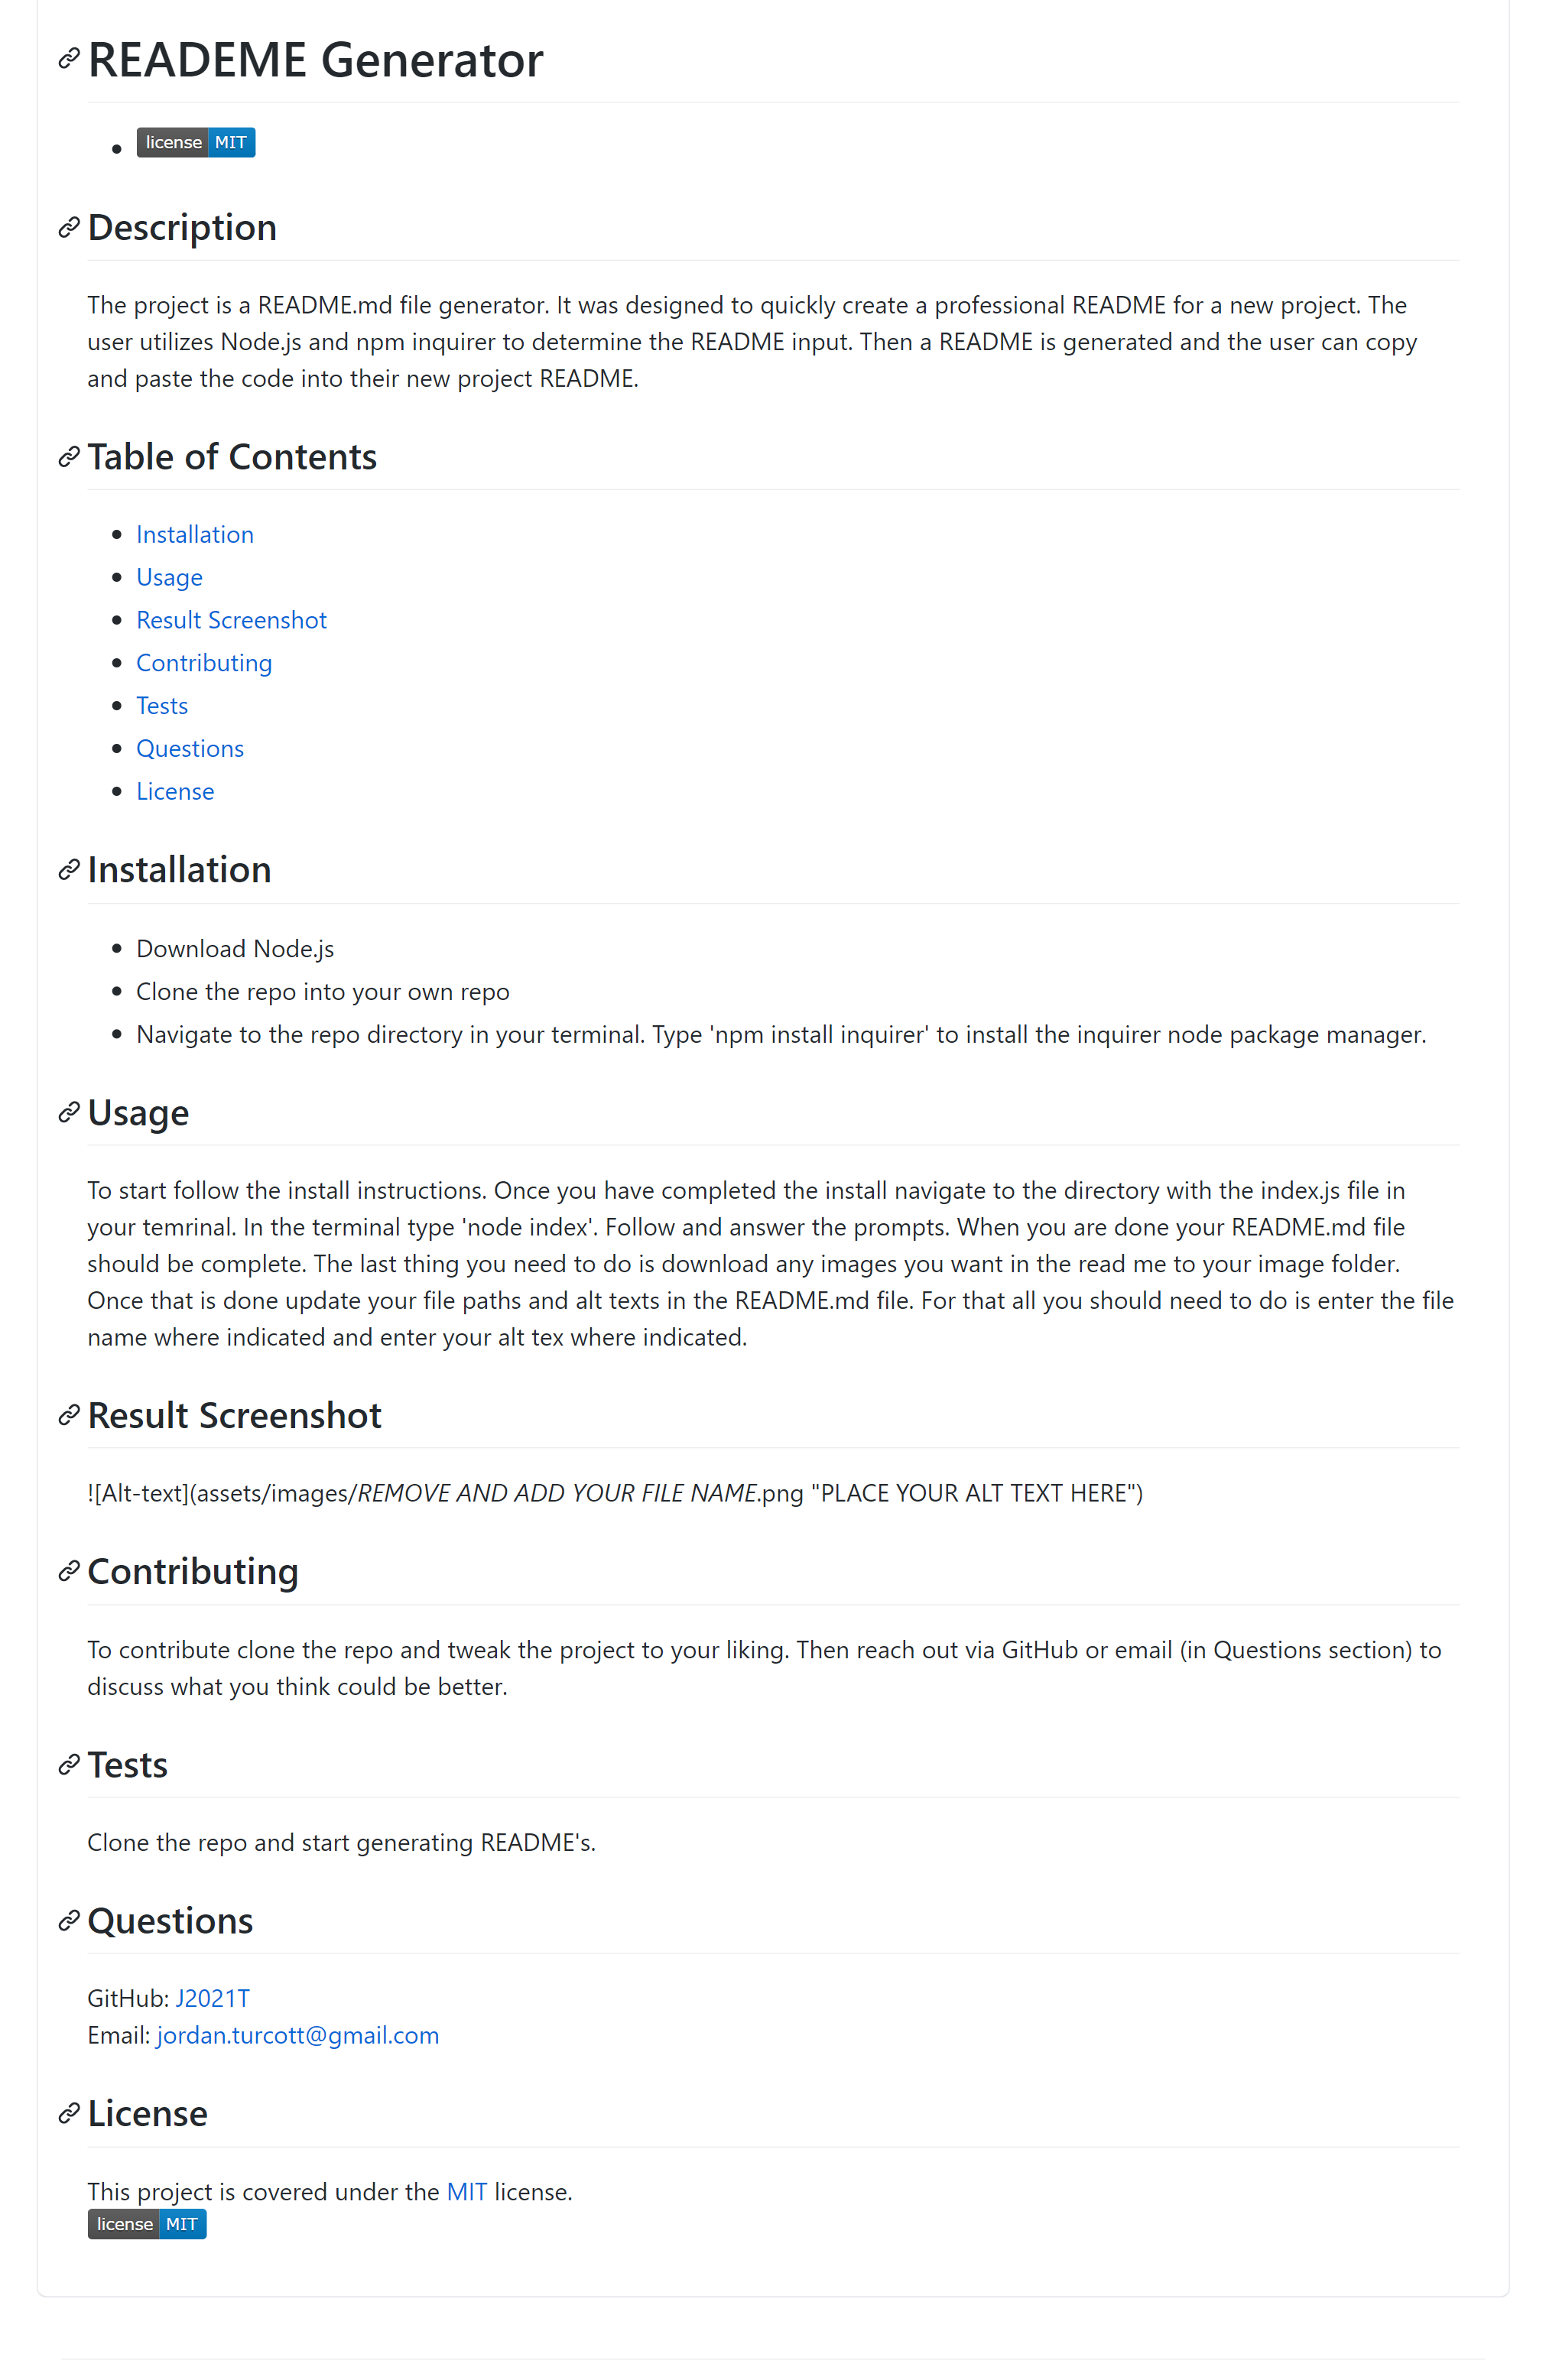 READEME Generator
license MIT
Description
The project is a README.md file generator. It was designed to quickly create a professional README for a new project. The
user utilizes Node.js and npm inquirer to determine the README input. Then a README is generated and the user can copy
and paste the code into their new project README.
Table of Contents
Installation
Usage
Result Screenshot
Contributing
Tests
Questions
License
Installation
Download Node.js
Clone the repo into your own repo
Navigate to the repo directory in your terminal. Type 'npm install inquirer' to install the inquirer node package manager.
Usage
To start follow the install instructions. Once you have completed the install navigate to the directory with the index.js file in
your temrinal. In the terminal type 'node index'. Follow and answer the prompts. When you are done your README.md file
should be complete. The last thing you need to do is download any images you want in the read me to your image folder.
Once that is done update your file paths and alt texts in the README.md file. For that all you should need to do is enter the file
name where indicated and enter your alt tex where indicated.
Result Screenshot
![Alt-text](assets/images/REMOVE AND ADD YOUR FILE NAME.png "PLACE YOUR ALT TEXT HERE")
Contributing
To contribute clone the repo and tweak the project to your liking. Then reach out via GitHub or email (in Questions section) to
discuss what you think could be better.
Tests
Clone the repo and start generating README's.
Questions
GitHub: J2021T
Email: jordan.turcott@gmail.com
License
This project is covered under the MIT license.
license MIT